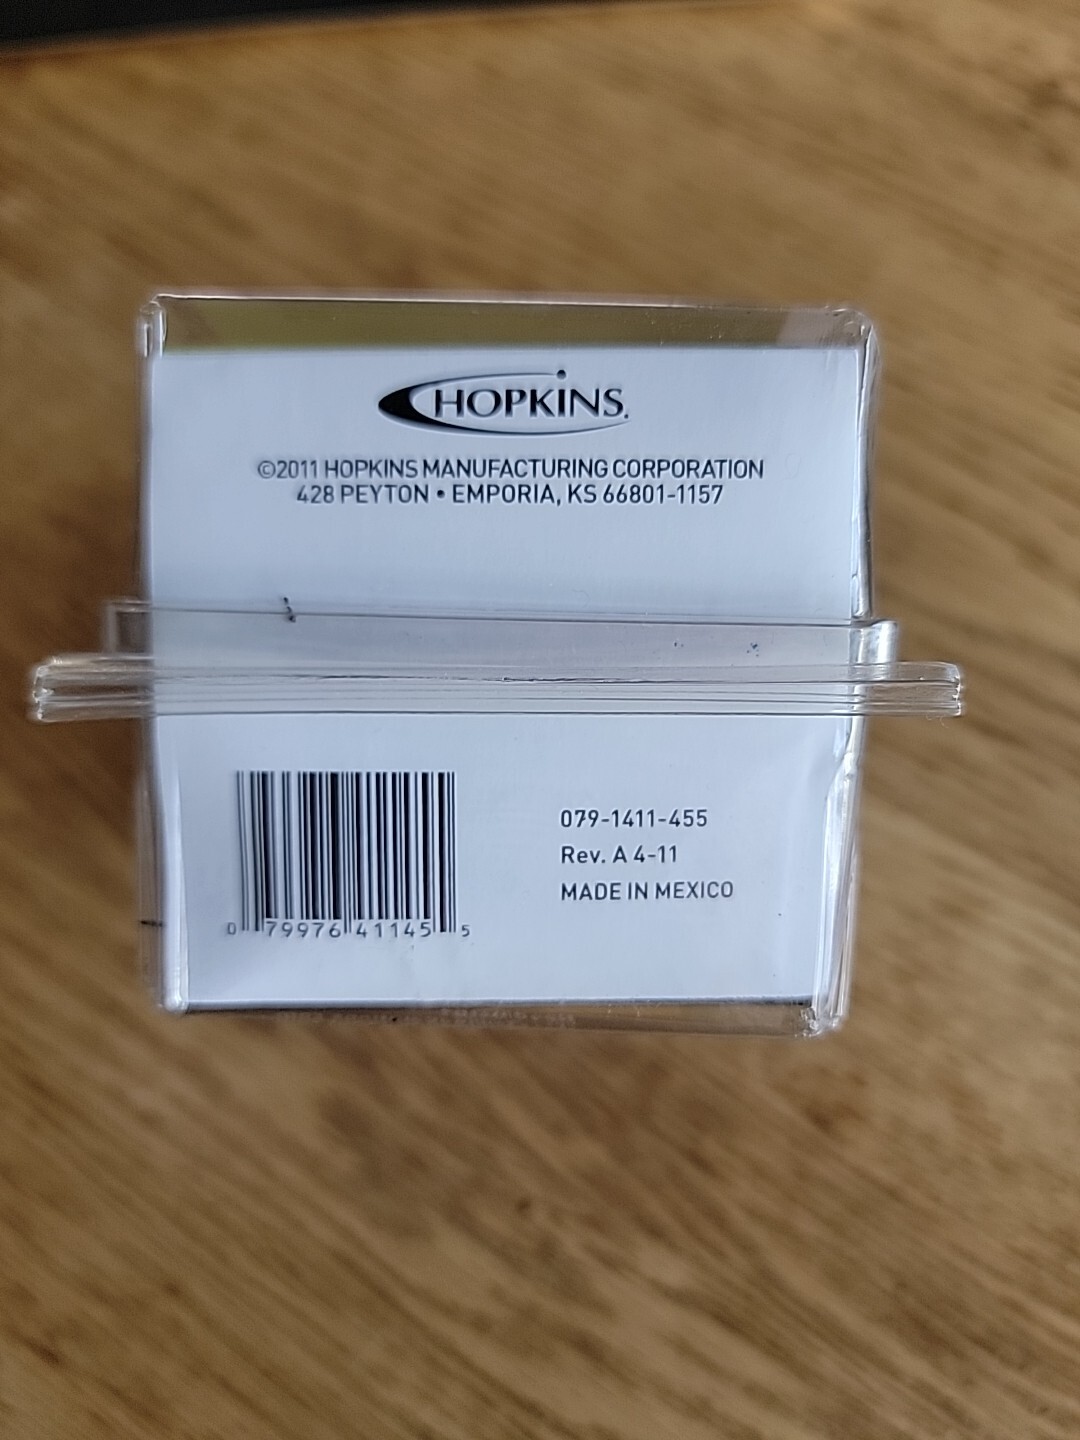 HOPKINS.
©2011 HOPKINS MANUFACTURING CORPORATION
428 PEYTON • EMPORIA, KS 66801-1157
079-1411-455
Rev. A 4-11
MADE IN MEXICO
0 79976 41145 5